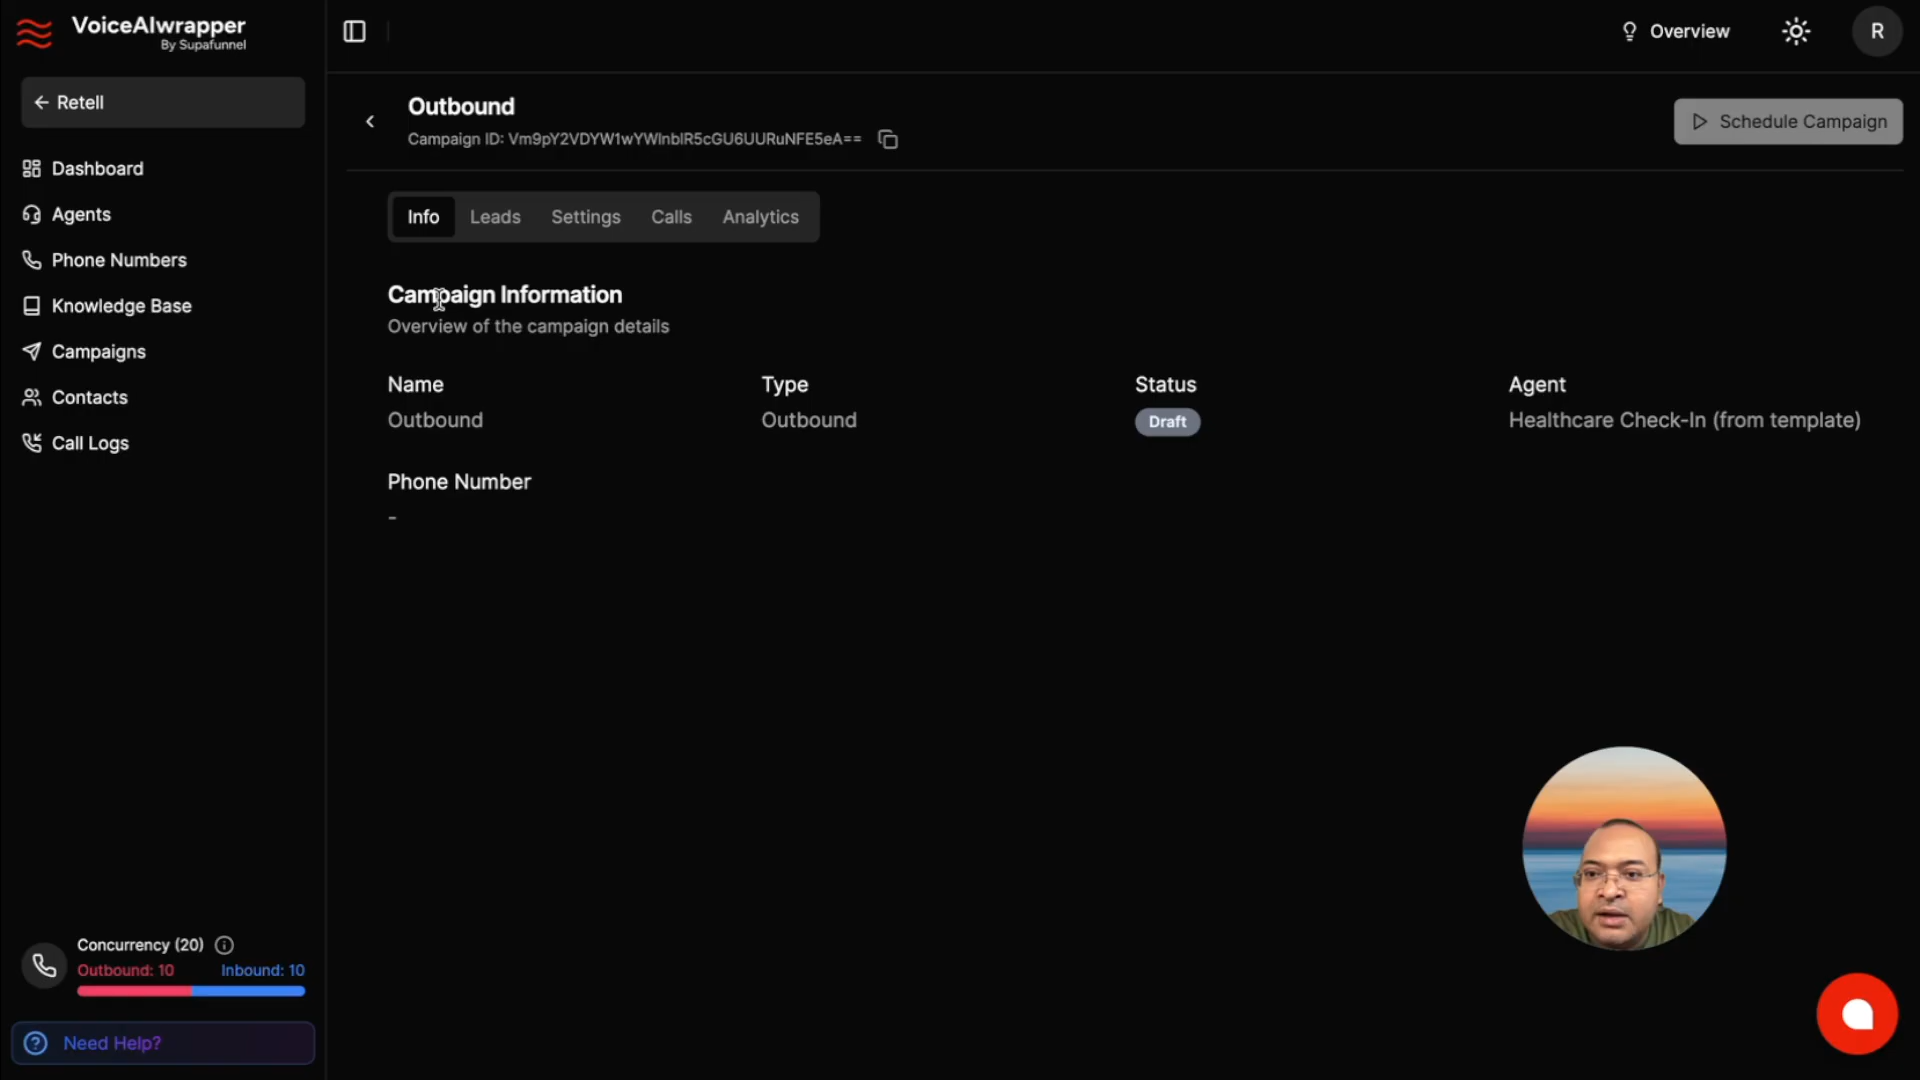 VoiceAIwrapper
By Supafunnel
Retell
Dashboard
Agents
Phone Numbers
Knowledge Base
Campaigns
Contacts
Call Logs
Concurrency (20)
Outbound: 10
Inbound: 10
Need Help?
Overview
R
Outbound
Campaign ID: Vm9pY2VDYW1wYWlnblR5cGU6UURuNFE5eA==
Schedule Campaign
Info
Leads
Settings
Calls
Analytics
Campaign Information
Overview of the campaign details
Name
Type
Status
Agent
Outbound
Outbound
Draft
Healthcare Check-In (from template)
Phone Number
-